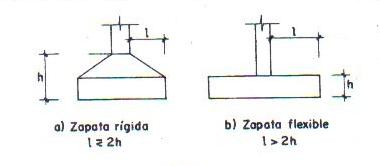 l
h
a) Zapata rígida
l ≥ 2h
l
h
b) Zapata flexible
l > 2h